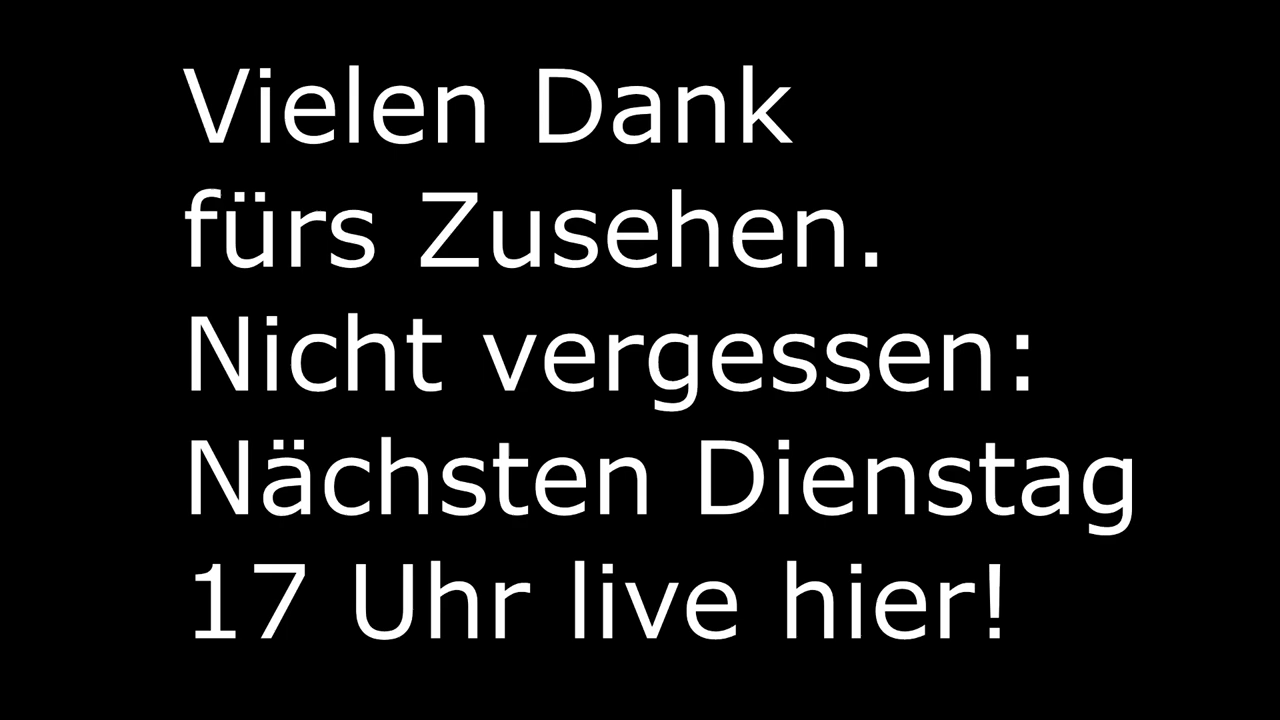 Vielen Dank
fürs Zusehen.
Nicht vergessen:
Nächsten Dienstag
17 Uhr live hier!